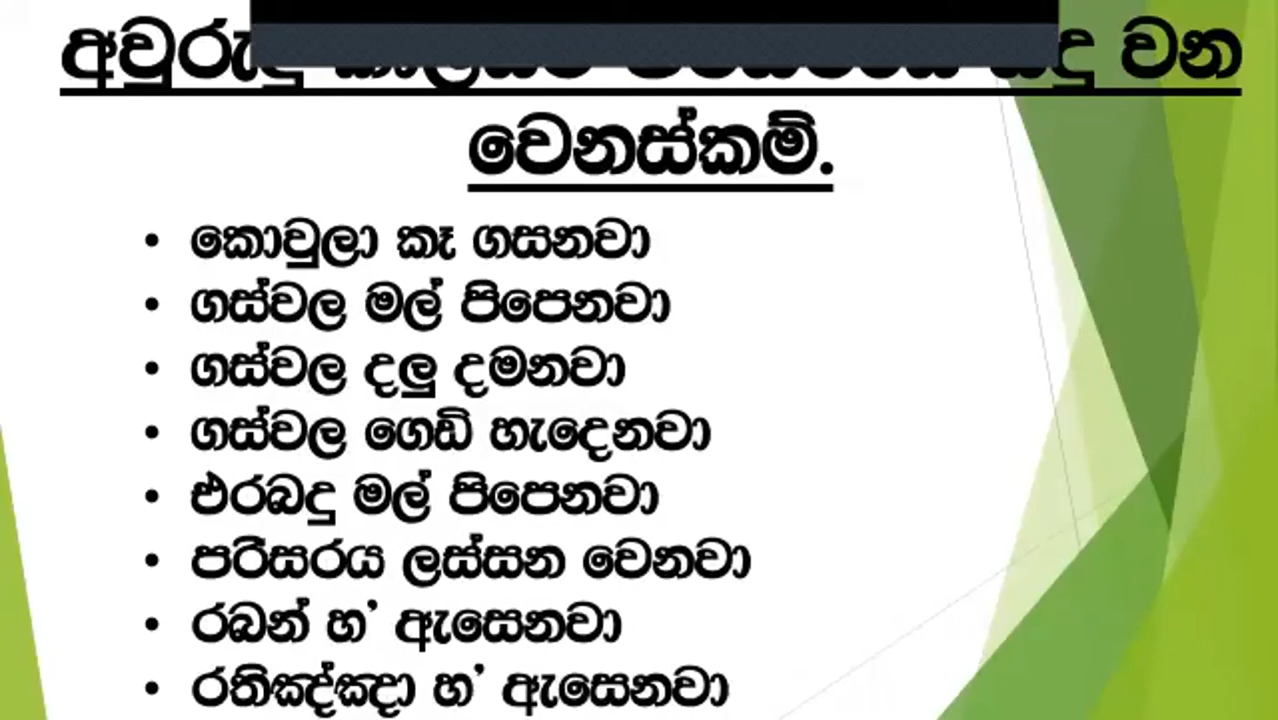 අවුරුදු වන
වෙනස්කම්.
• කොවුලා කෑ ගසනවා
• ගස්වල මල් පිපෙනවා
• ගස්වල දලු දමනවා
• ගස්වල ගෙඩි හැදෙනවා
• එරබදු මල් පිපෙනවා
• පරිසරය ලස්සන වෙනවා
• රබන් හ' ඇසෙනවා
• රතිඤ්ඤා හ' ඇසෙනවා